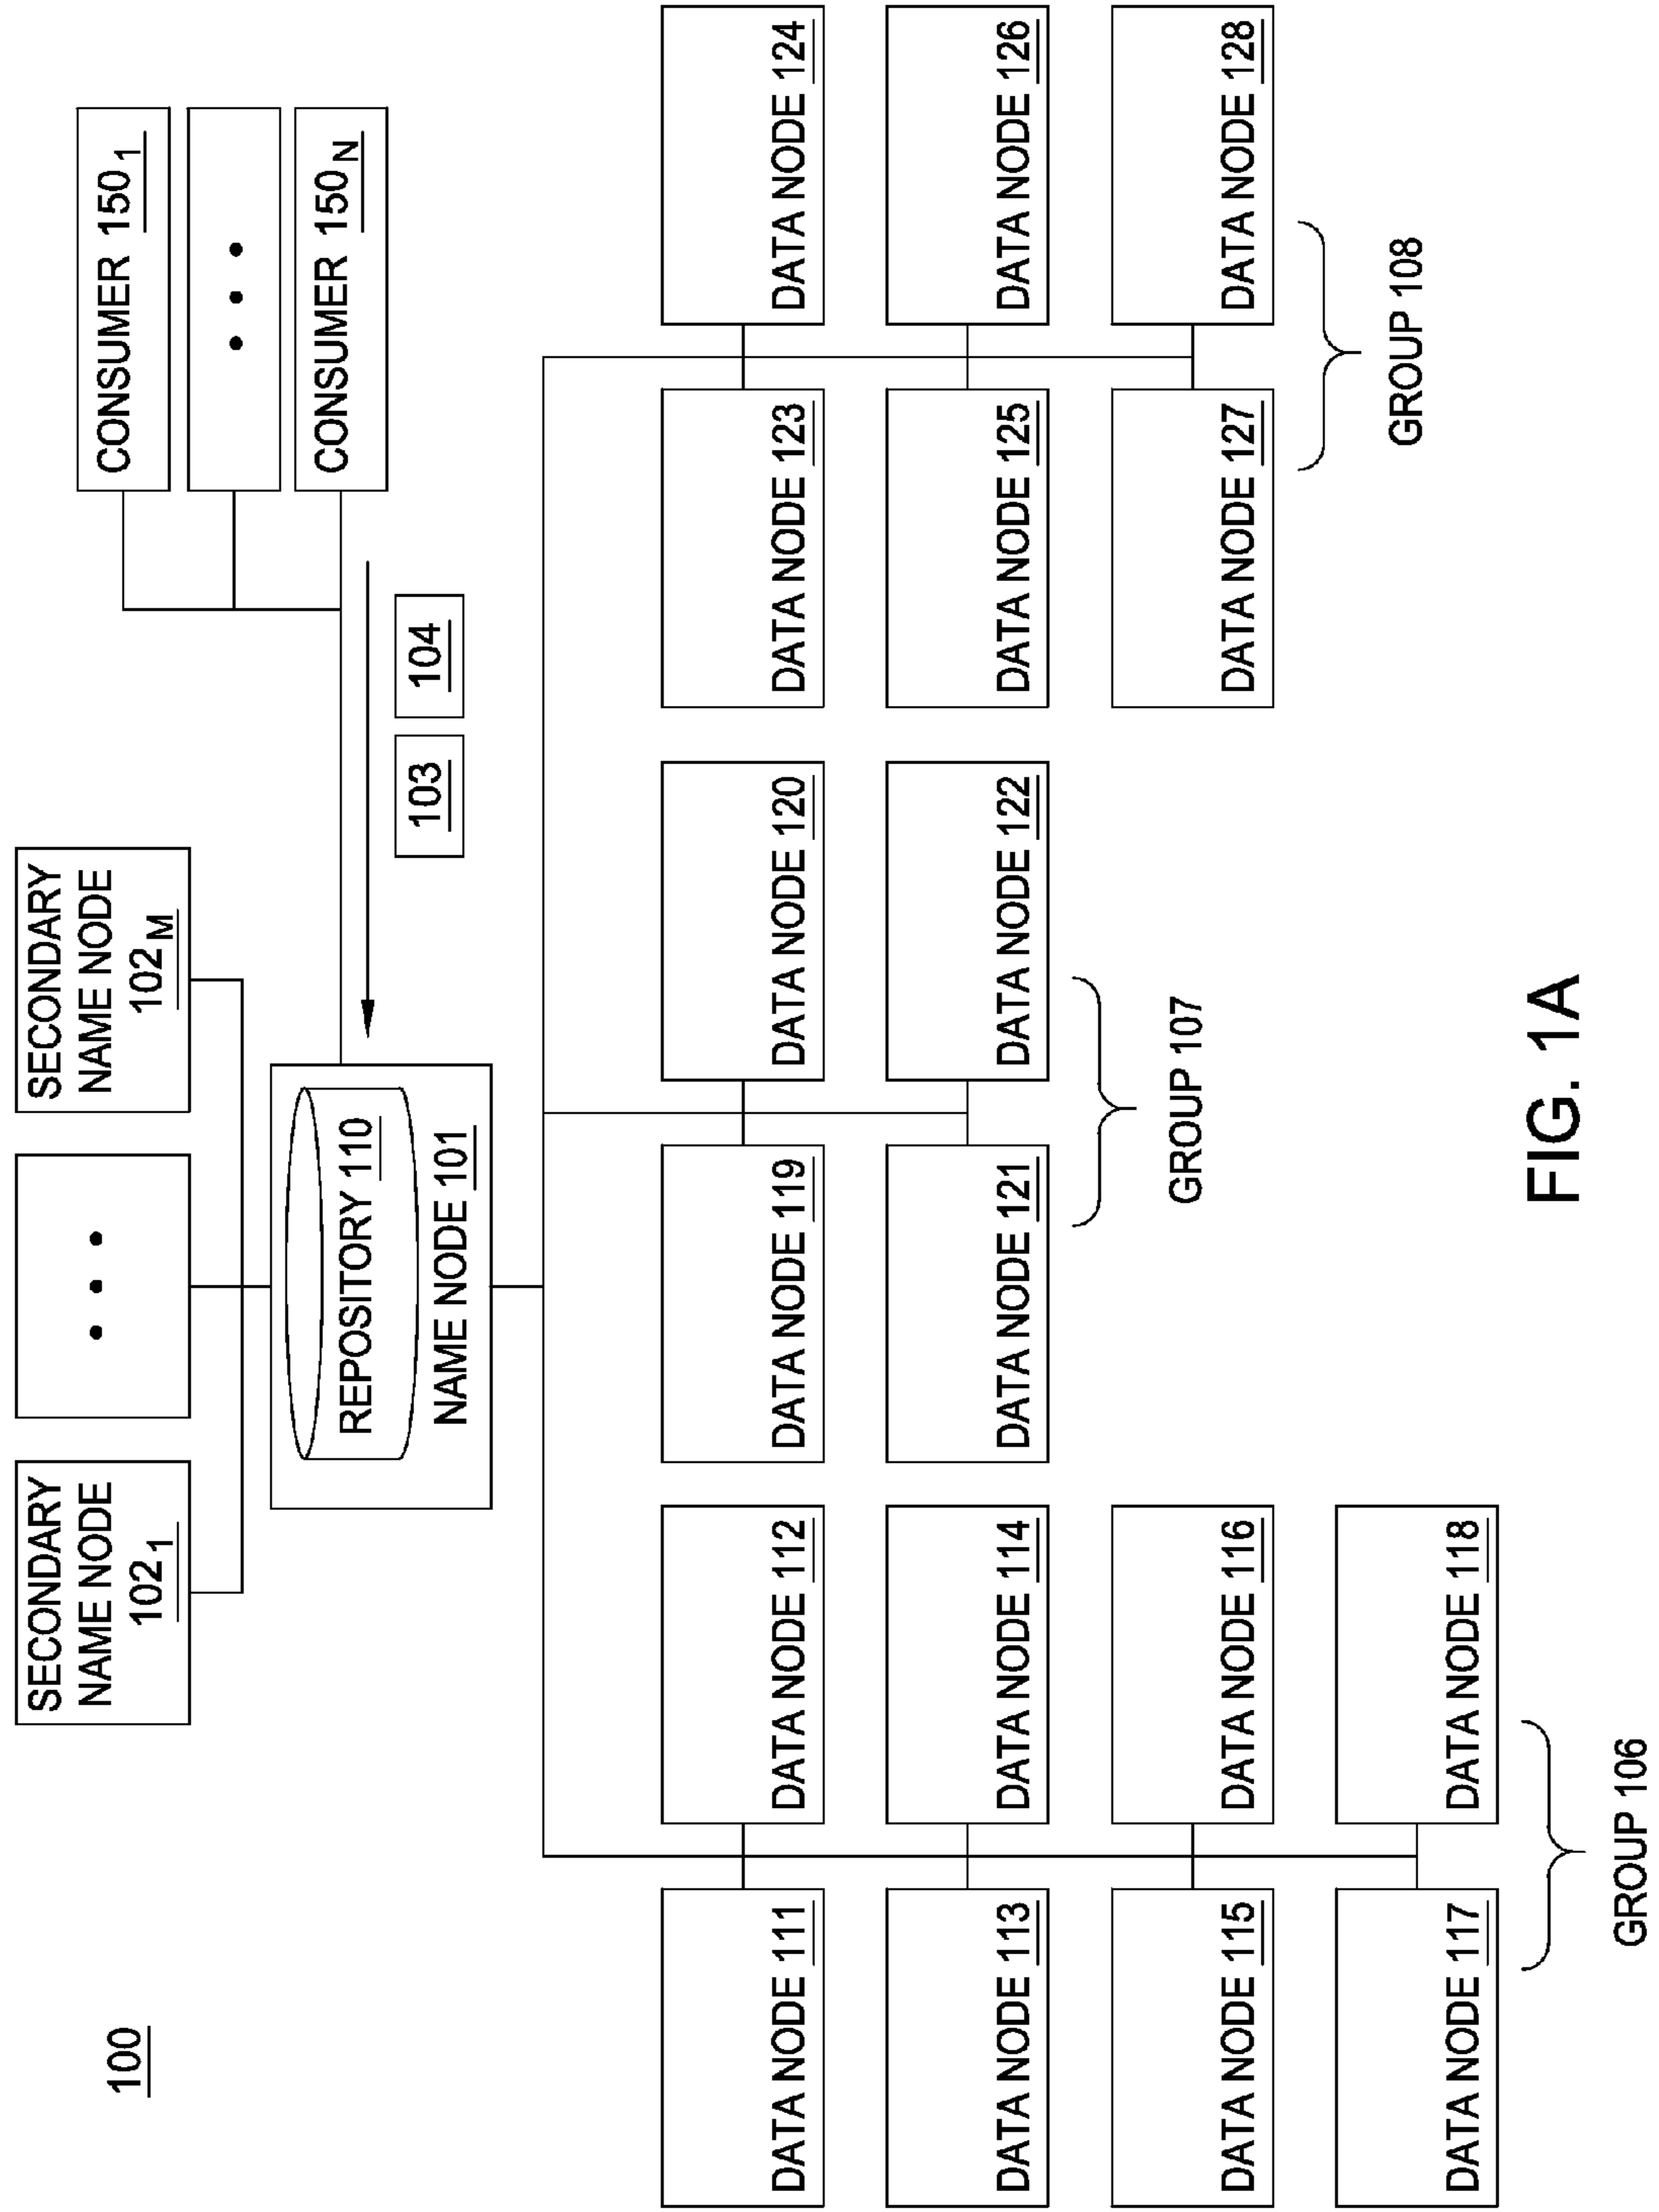 100
SECONDARY
NAME NODE
102₁
• • •
SECONDARY
NAME NODE
102M
CONSUMER 150₁
• • •
CONSUMER 150N
REPOSITORY 110
NAME NODE 101
103
104
DATA NODE 111
DATA NODE 112
DATA NODE 113
DATA NODE 114
DATA NODE 115
DATA NODE 116
DATA NODE 117
DATA NODE 118
GROUP 106
DATA NODE 119
DATA NODE 120
DATA NODE 121
DATA NODE 122
GROUP 107
DATA NODE 123
DATA NODE 124
DATA NODE 125
DATA NODE 126
DATA NODE 127
DATA NODE 128
GROUP 108
FIG. 1A